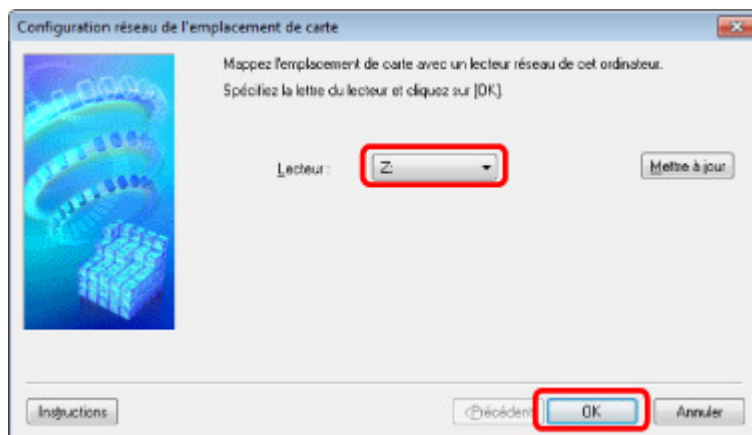 Configuration réseau de l'emplacement de carte
Mappez l'emplacement de carte avec un lecteur réseau de cet ordinateur.
Spécifiez la lettre du lecteur et cliquez sur [OK].
Lecteur : Z: Mettre à jour
Instructions <Précédent OK Annuler